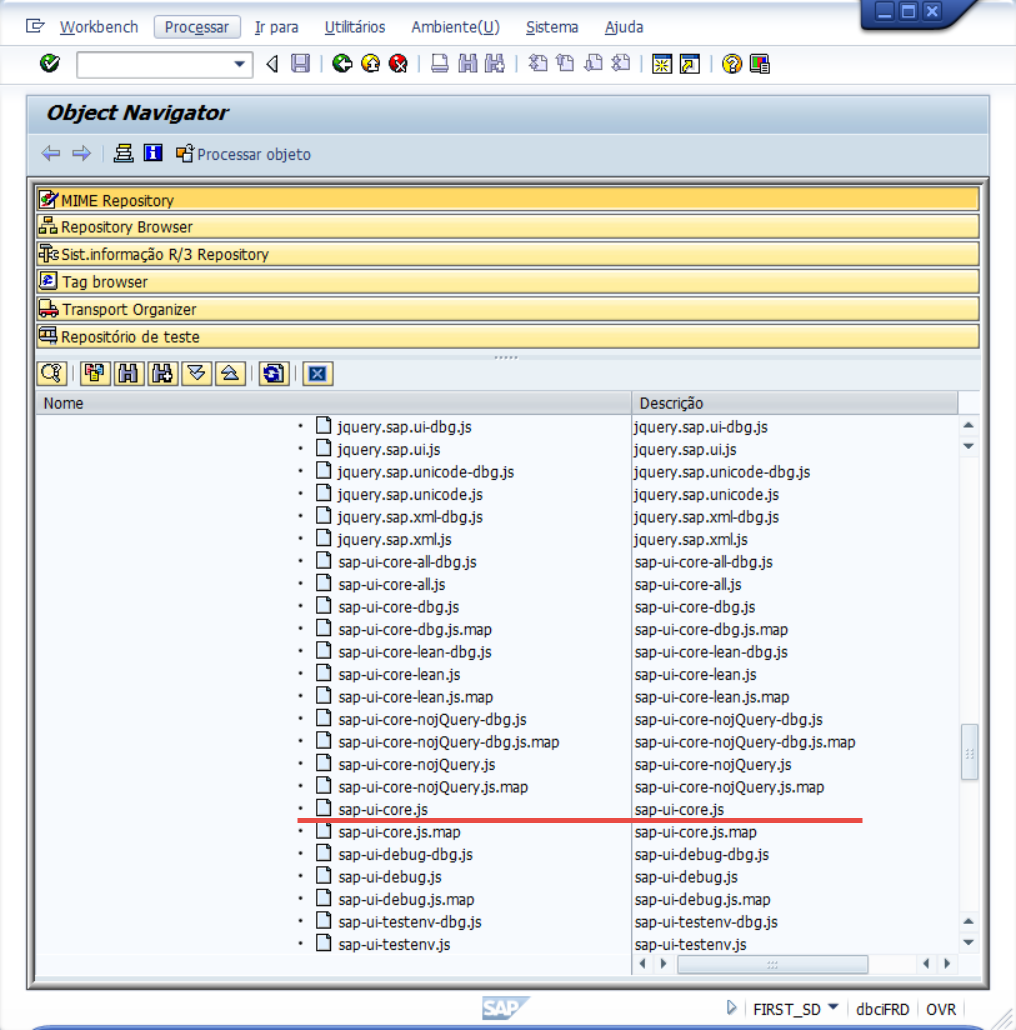 Workbench Processar Ir para Utilitários Ambiente(U) Sistema Ajuda
Object Navigator
Processar objeto
MIME Repository
Repository Browser
Sist.informação R/3 Repository
Tag browser
Transport Organizer
Repositório de teste
Nome Descrição
jquery.sap.ui-dbg.js jquery.sap.ui-dbg.js
jquery.sap.ui.js jquery.sap.ui.js
jquery.sap.unicode-dbg.js jquery.sap.unicode-dbg.js
jquery.sap.unicode.js jquery.sap.unicode.js
jquery.sap.xml-dbg.js jquery.sap.xml-dbg.js
jquery.sap.xml.js jquery.sap.xml.js
sap-ui-core-all-dbg.js sap-ui-core-all-dbg.js
sap-ui-core-all.js sap-ui-core-all.js
sap-ui-core-dbg.js sap-ui-core-dbg.js
sap-ui-core-dbg.js.map sap-ui-core-dbg.js.map
sap-ui-core-lean-dbg.js sap-ui-core-lean-dbg.js
sap-ui-core-lean.js sap-ui-core-lean.js
sap-ui-core-lean.js.map sap-ui-core-lean.js.map
sap-ui-core-nojQuery-dbg.js sap-ui-core-nojQuery-dbg.js
sap-ui-core-nojQuery-dbg.js.map sap-ui-core-nojQuery-dbg.js.map
sap-ui-core-nojQuery.js sap-ui-core-nojQuery.js
sap-ui-core-nojQuery.js.map sap-ui-core-nojQuery.js.map
sap-ui-core.js sap-ui-core.js
sap-ui-core.js.map sap-ui-core.js.map
sap-ui-debug-dbg.js sap-ui-debug-dbg.js
sap-ui-debug.js sap-ui-debug.js
sap-ui-debug.js.map sap-ui-debug.js.map
sap-ui-testenv-dbg.js sap-ui-testenv-dbg.js
sap-ui-testenv.js sap-ui-testenv.js
SAP FIRST_SD dbciFRD OVR